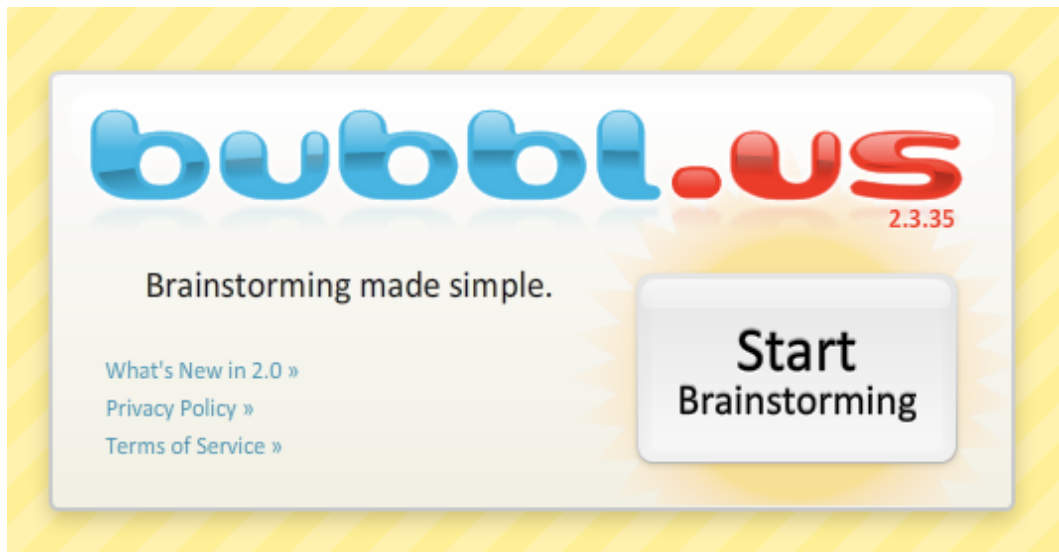 bubbl.us
2.3.35
Brainstorming made simple.
What's New in 2.0 »
Privacy Policy »
Terms of Service »
Start
Brainstorming